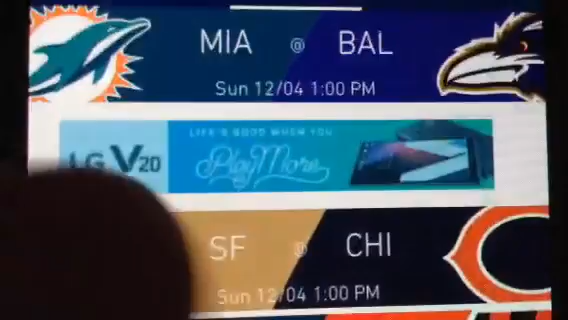 MIA @ BAL
Sun 12/04 1:00 PM
LIFE'S GOOD WHEN YOU
PlayMore
LG V20
SF @ CHI
Sun 12/04 1:00 PM